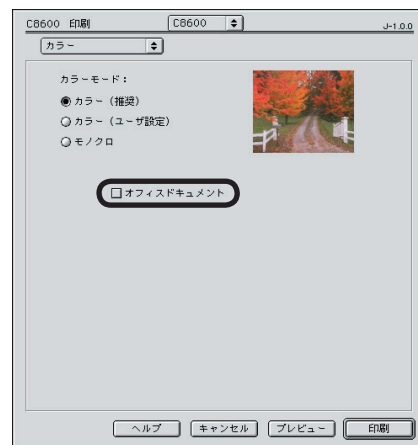 C8600 印刷 C8600 J-1.0.0
カラー
カラーモード：
カラー（推奨）
カラー（ユーザ設定）
モノクロ
オフィスドキュメント
ヘルプ キャンセル プレビュー 印刷